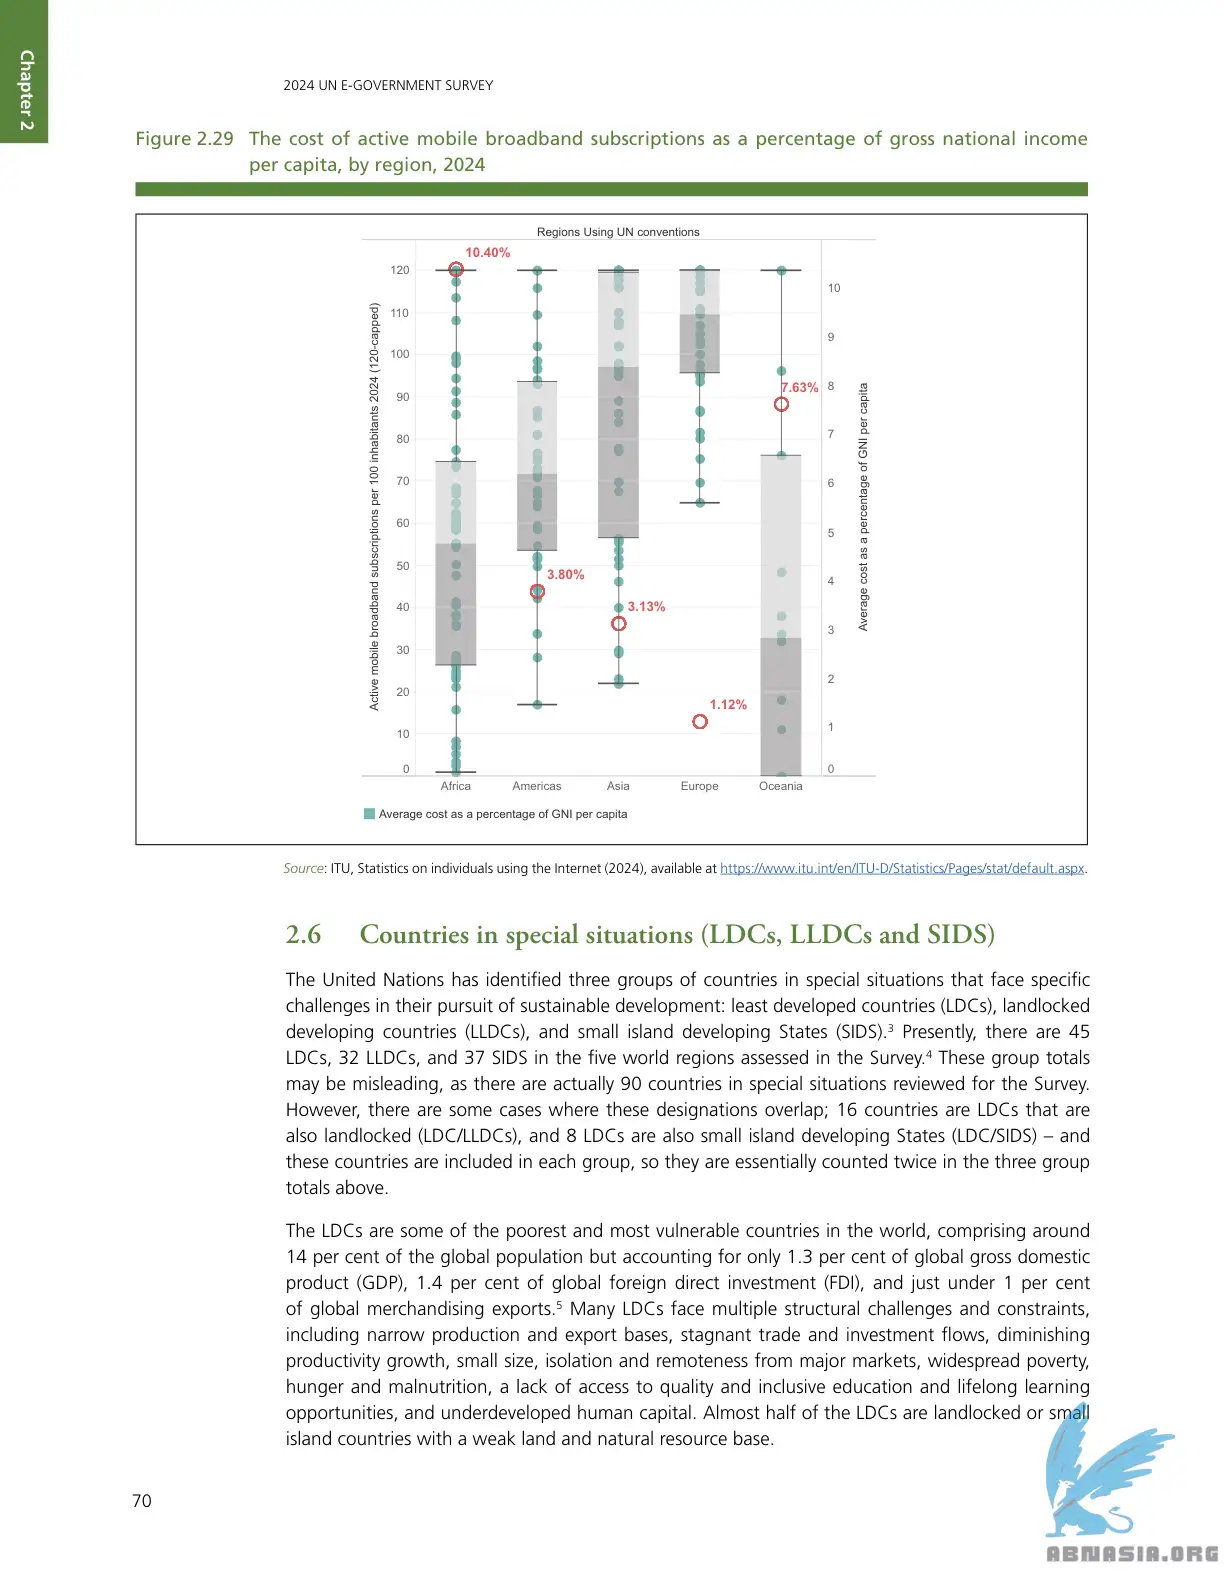 Chapter 2
2024 UN E-GOVERNMENT SURVEY
Figure 2.29 The cost of active mobile broadband subscriptions as a percentage of gross national income
per capita, by region, 2024
Regions Using UN conventions
Active mobile broadband subscriptions per 100 inhabitants 2024 (120-capped)
120
110
100
90
80
70
60
50
40
30
20
10
0
10.40%
3.80%
3.13%
1.12%
7.63%
10
9
8
7
6
5
4
3
2
1
0
Average cost as a percentage of GNI per capita
Africa Americas Asia Europe Oceania
Average cost as a percentage of GNI per capita
Source: ITU, Statistics on individuals using the Internet (2024), available at https://www.itu.int/en/ITU-D/Statistics/Pages/stat/default.aspx.
2.6 Countries in special situations (LDCs, LLDCs and SIDS)
The United Nations has identified three groups of countries in special situations that face specific
challenges in their pursuit of sustainable development: least developed countries (LDCs), landlocked
developing countries (LLDCs), and small island developing States (SIDS).3 Presently, there are 45
LDCs, 32 LLDCs, and 37 SIDS in the five world regions assessed in the Survey.4 These group totals
may be misleading, as there are actually 90 countries in special situations reviewed for the Survey.
However, there are some cases where these designations overlap; 16 countries are LDCs that are
also landlocked (LDC/LLDCs), and 8 LDCs are also small island developing States (LDC/SIDS) – and
these countries are included in each group, so they are essentially counted twice in the three group
totals above.
The LDCs are some of the poorest and most vulnerable countries in the world, comprising around
14 per cent of the global population but accounting for only 1.3 per cent of global gross domestic
product (GDP), 1.4 per cent of global foreign direct investment (FDI), and just under 1 per cent
of global merchandising exports.5 Many LDCs face multiple structural challenges and constraints,
including narrow production and export bases, stagnant trade and investment flows, diminishing
productivity growth, small size, isolation and remoteness from major markets, widespread poverty,
hunger and malnutrition, a lack of access to quality and inclusive education and lifelong learning
opportunities, and underdeveloped human capital. Almost half of the LDCs are landlocked or small
island countries with a weak land and natural resource base.
70
ABNASIA.ORG